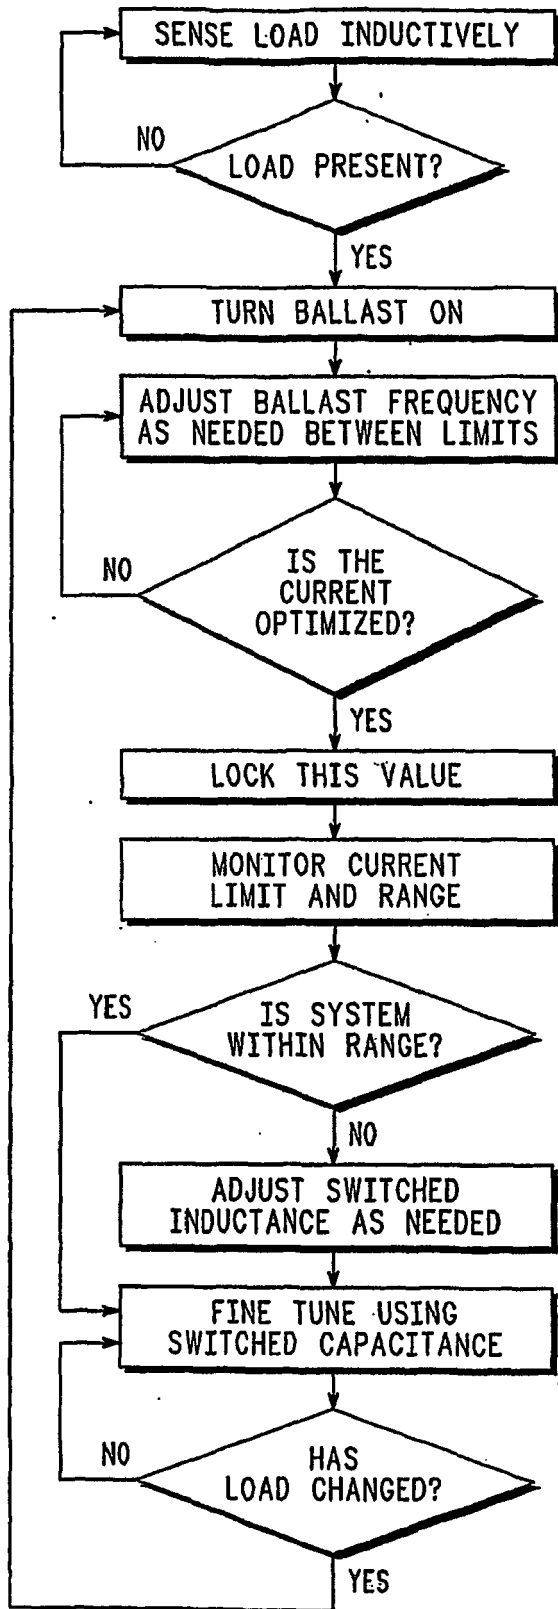 SENSE LOAD INDUCTIVELY
NO
LOAD PRESENT?
YES
TURN BALLAST ON
ADJUST BALLAST FREQUENCY
AS NEEDED BETWEEN LIMITS
NO
IS THE
CURRENT
OPTIMIZED?
YES
LOCK THIS VALUE
MONITOR CURRENT
LIMIT AND RANGE
YES
IS SYSTEM
WITHIN RANGE?
NO
ADJUST SWITCHED
INDUCTANCE AS NEEDED
FINE TUNE USING
SWITCHED CAPACITANCE
NO
HAS
LOAD CHANGED?
YES